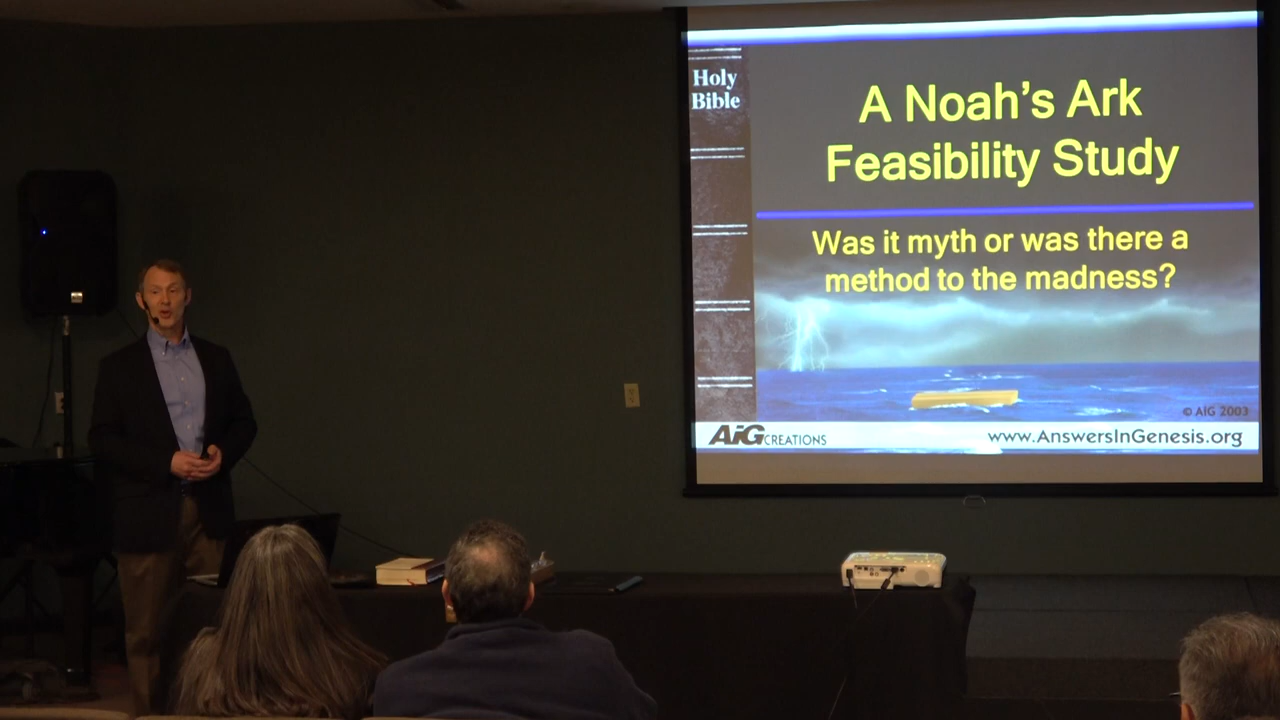 Holy
Bible
A Noah's Ark
Feasibility Study
Was it myth or was there a
method to the madness?
© AiG 2003
AiG CREATIONS
www.AnswersInGenesis.org